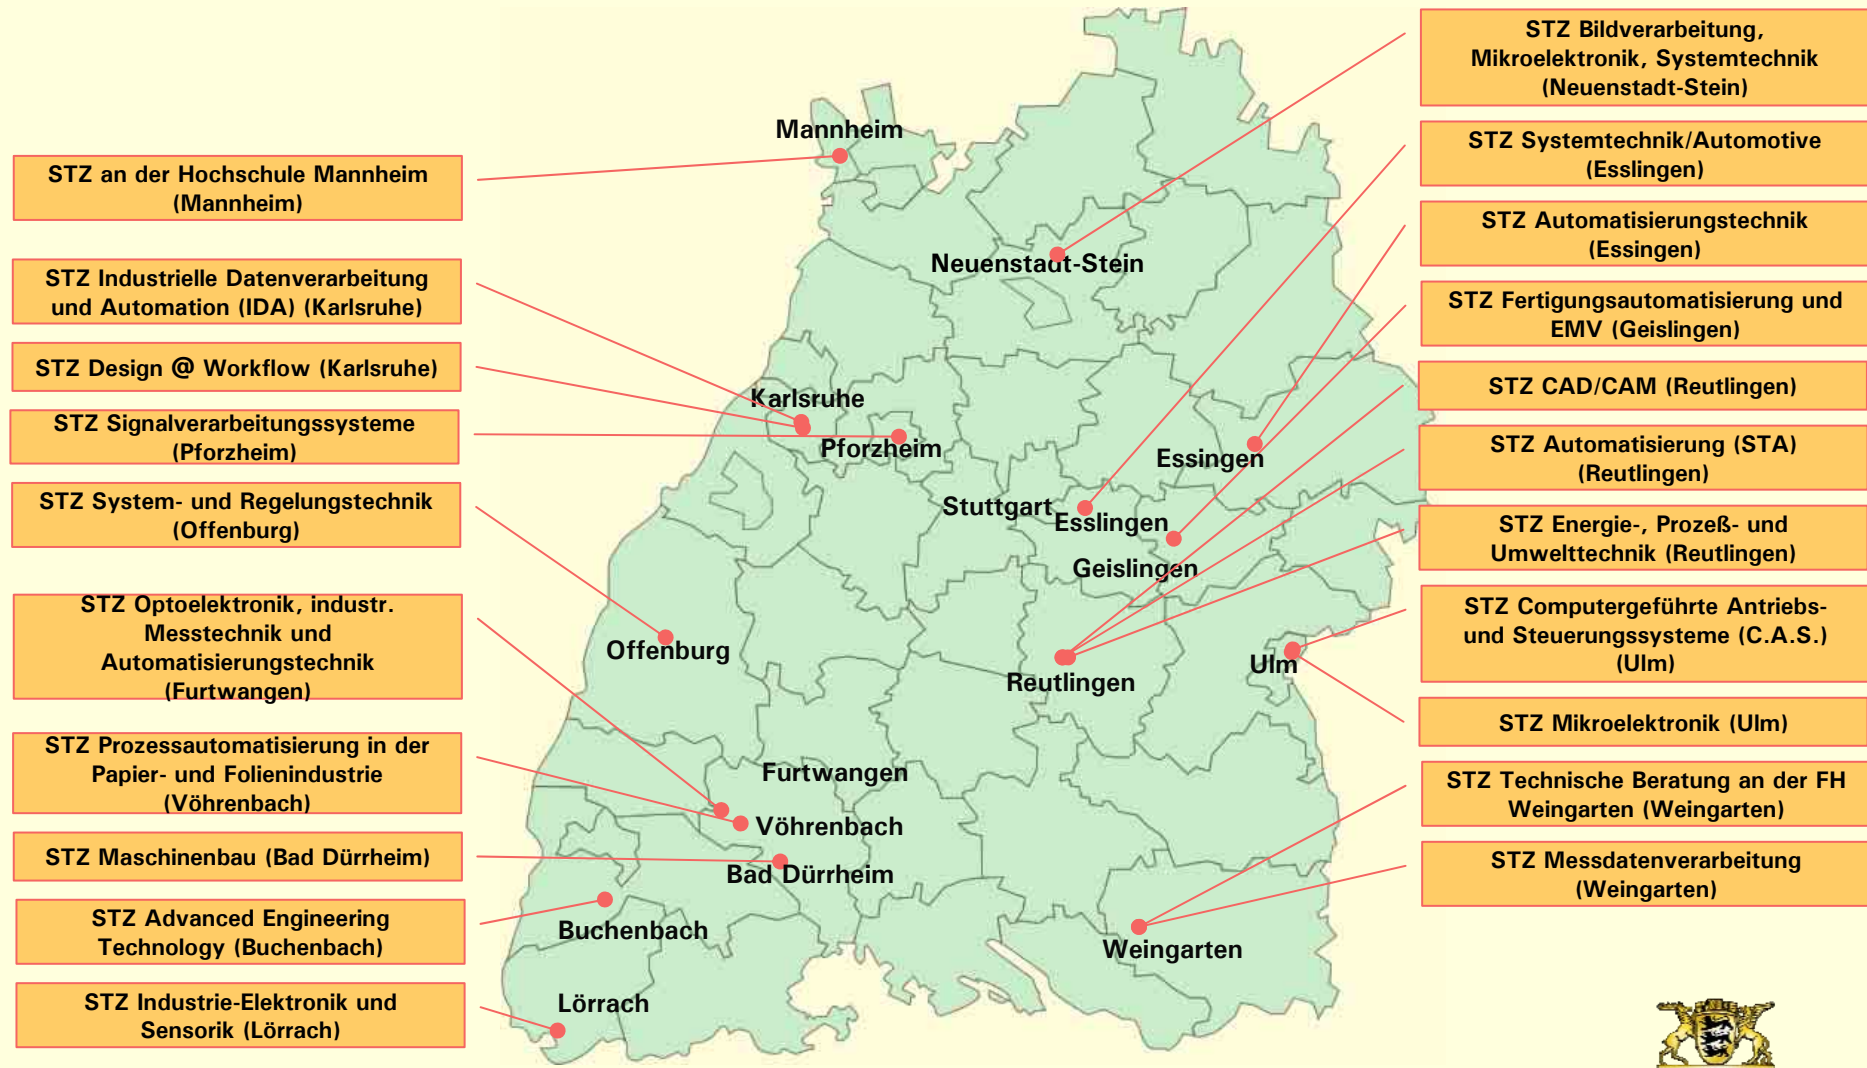 STZ an der Hochschule Mannheim
(Mannheim)
STZ Industrielle Datenverarbeitung
und Automation (IDA) (Karlsruhe)
STZ Design @ Workflow (Karlsruhe)
STZ Signalverarbeitungssysteme
(Pforzheim)
STZ System- und Regelungstechnik
(Offenburg)
STZ Optoelektronik, industr.
Messtechnik und
Automatisierungstechnik
(Furtwangen)
STZ Prozessautomatisierung in der
Papier- und Folienindustrie
(Vöhrenbach)
STZ Maschinenbau (Bad Dürrheim)
STZ Advanced Engineering
Technology (Buchenbach)
STZ Industrie-Elektronik und
Sensorik (Lörrach)
Mannheim
Neuenstadt-Stein
Karlsruhe
Pforzheim
Essingen
Stuttgart
Esslingen
Geislingen
Offenburg
Reutlingen
Ulm
Furtwangen
Vöhrenbach
Bad Dürrheim
Buchenbach
Weingarten
Lörrach
STZ Bildverarbeitung,
Mikroelektronik, Systemtechnik
(Neuenstadt-Stein)
STZ Systemtechnik/Automotive
(Esslingen)
STZ Automatisierungstechnik
(Essingen)
STZ Fertigungsautomatisierung und
EMV (Geislingen)
STZ CAD/CAM (Reutlingen)
STZ Automatisierung (STA)
(Reutlingen)
STZ Energie-, Prozeß- und
Umwelttechnik (Reutlingen)
STZ Computergeführte Antriebs-
und Steuerungssysteme (C.A.S.)
(Ulm)
STZ Mikroelektronik (Ulm)
STZ Technische Beratung an der FH
Weingarten (Weingarten)
STZ Messdatenverarbeitung
(Weingarten)